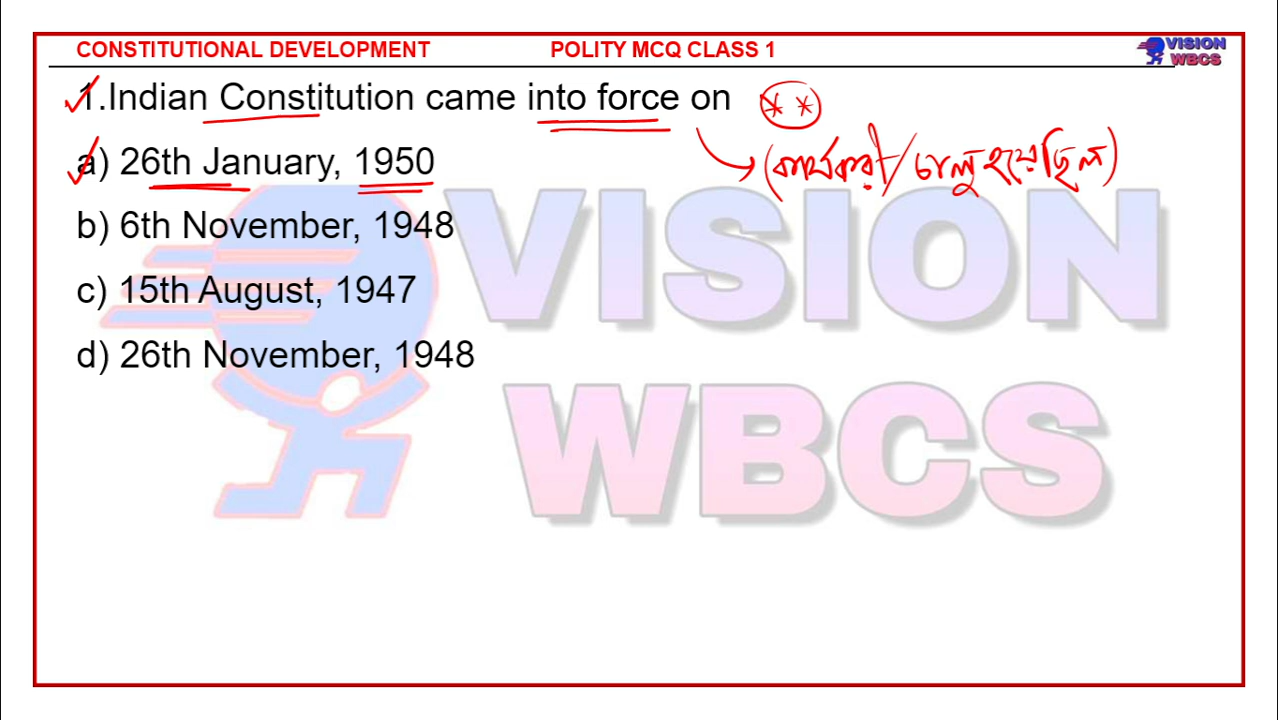 CONSTITUTIONAL DEVELOPMENT POLITY MCQ CLASS 1 VISION WBCS
1.Indian Constitution came into force on
(কার্যকরী/চালু হয়েছিল)
a) 26th January, 1950
b) 6th November, 1948
c) 15th August, 1947
d) 26th November, 1948
VISION
WBCS